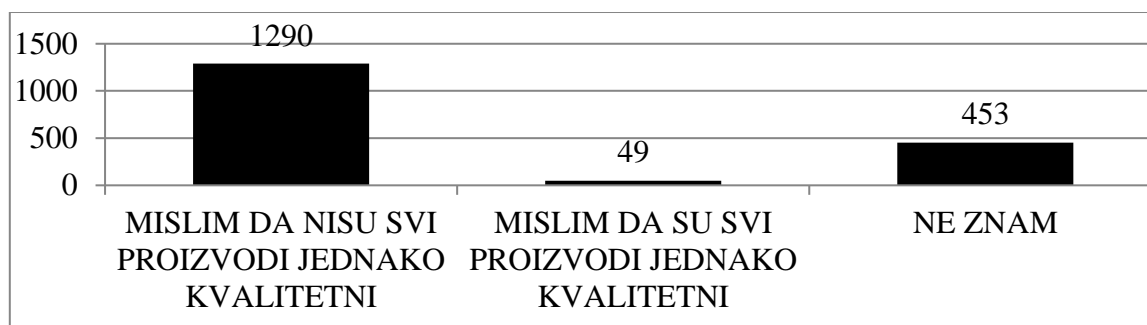 1290
1500
1000
453
500
49
0
MISLIM DA NISU SVI
PROIZVODI JEDNAKO
KVALITETNI
MISLIM DA SU SVI
PROIZVODI JEDNAKO
KVALITETNI
NE ZNAM